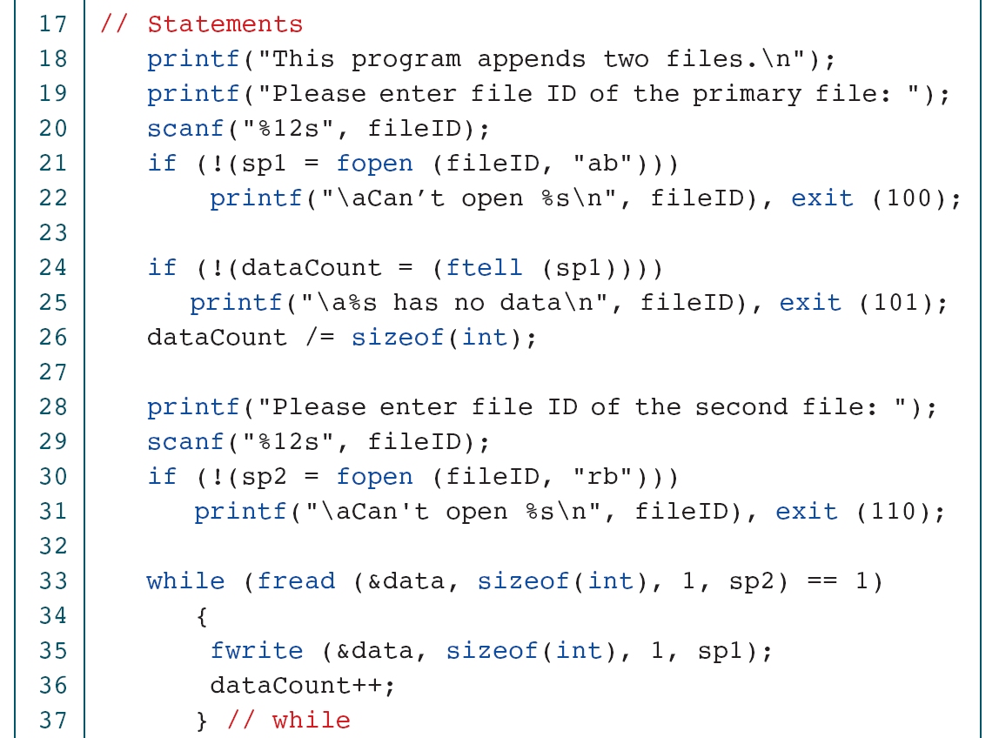 17 // Statements
18 printf("This program appends two files.\n");
19 printf("Please enter file ID of the primary file: ");
20 scanf("%12s", fileID);
21 if (!(sp1 = fopen (fileID, "ab")))
22 printf("\aCan’t open %s\n", fileID), exit (100);
23
24 if (!(dataCount = (ftell (sp1))))
25 printf("\a%s has no data\n", fileID), exit (101);
26 dataCount /= sizeof(int);
27
28 printf("Please enter file ID of the second file: ");
29 scanf("%12s", fileID);
30 if (!(sp2 = fopen (fileID, "rb")))
31 printf("\aCan't open %s\n", fileID), exit (110);
32
33 while (fread (&data, sizeof(int), 1, sp2) == 1)
34 {
35 fwrite (&data, sizeof(int), 1, sp1);
36 dataCount++;
37 } // while